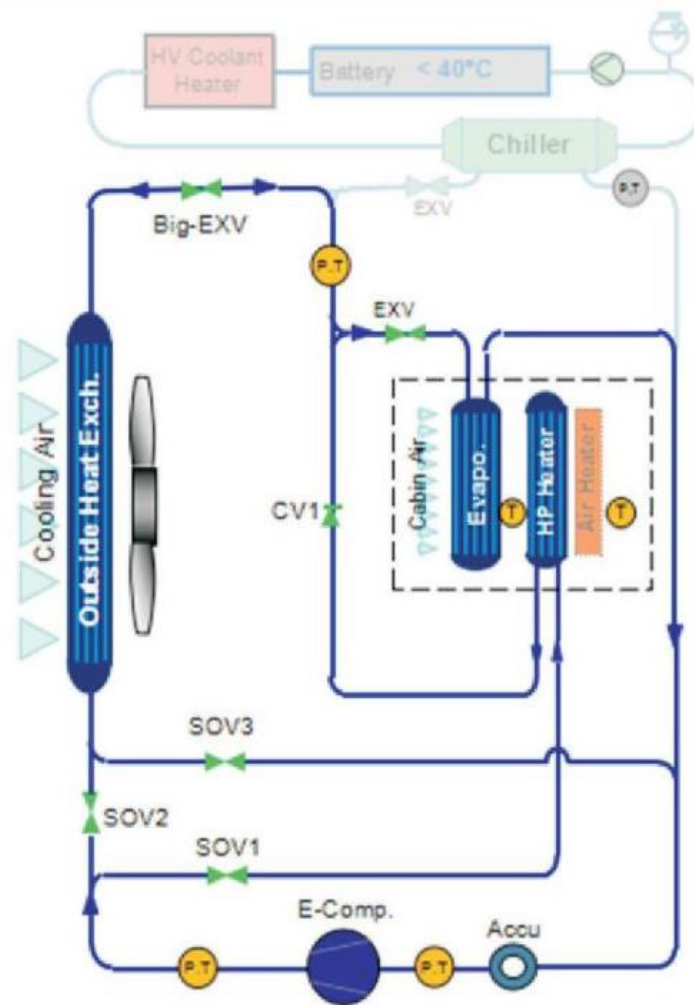 HV Coolant
Heater
Battery < 40°C
Chiller
P.T
EXV
Big-EXV
P.T
EXV
Cooling Air
Outside Heat Exch.
Cabin Air
Evapo.
T
HP Heater
Air Heater
T
CV1
SOV3
SOV2
SOV1
E-Comp.
Accu
P.T
P.T